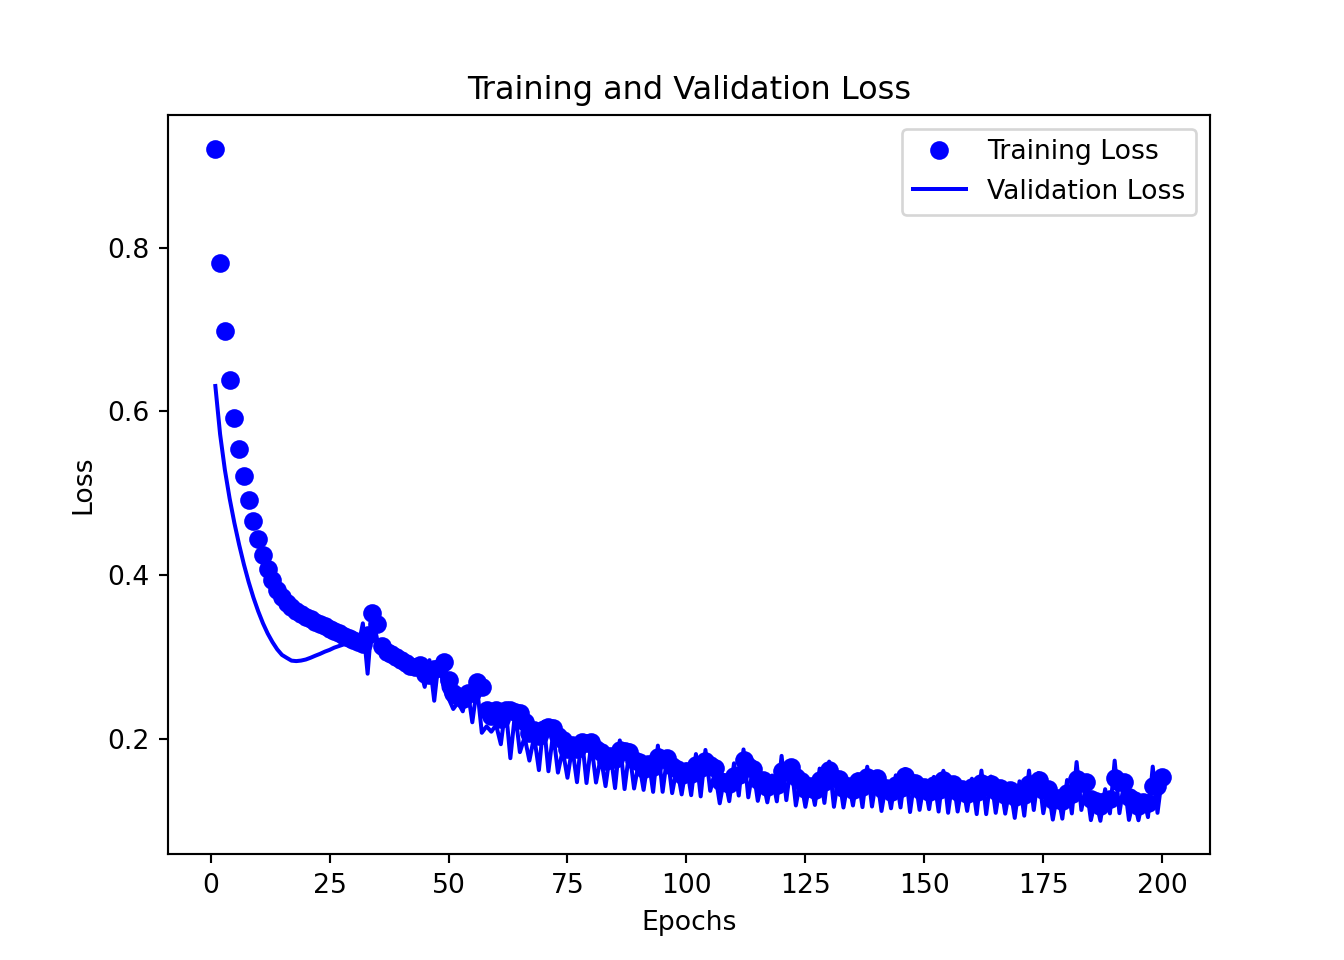 Training and Validation Loss
Training Loss
Validation Loss
Loss
0.8
0.6
0.4
0.2
0 25 50 75 100 125 150 175 200
Epochs